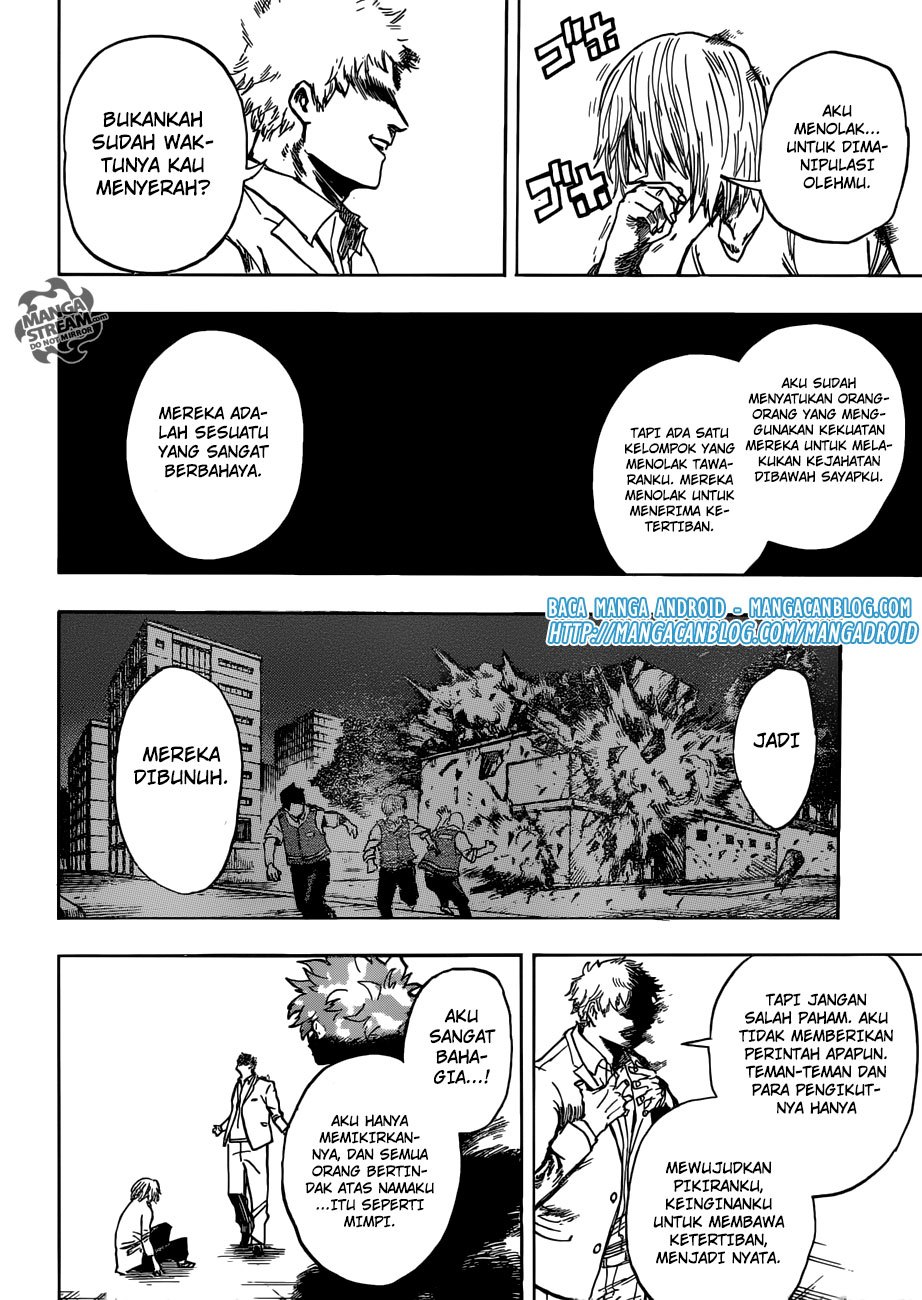 AKU
MENOLAK...
UNTUK DIMA-
NIPULASI
OLEHMU.
ゴホ
ゴホ
BUKANKAH
SUDAH WAK-
TUNYA KAU
MENYERAH?
MANGA
STREAM.com
DO NOT MIRROR
AKU SUDAH
MENYATUKAN ORANG-
ORANG YANG MENG-
GUNAKAN KEKUATAN
MEREKA UNTUK MELA-
KUKAN KEJAHATAN
DIBAWAH SAYAPKU.
TAPI ADA SATU
KELOMPOK YANG
MENOLAK TAWA-
RANKU. MEREKA
MENOLAK UNTUK
MENERIMA KE-
TERTIBAN.
MEREKA ADA-
LAH SESUATU
YANG SANGAT
BERBAHAYA.
BACA MANGA ANDROID - MANGACANBLOG.COM
HTTP://MANGACANBLOG.COM/MANGADROID
JADI
MEREKA
DIBUNUH.
TAPI JANGAN
SALAH PAHAM. AKU
TIDAK MEMBERIKAN
PERINTAH APAPUN.
TEMAN-TEMAN DAN
PARA PENGIKUT-
NYA HANYA
MEWUJUDKAN
PIKIRANKU,
KEINGINANKU
UNTUK MEMBAWA
KETERTIBAN,
MENJADI NYATA.
AKU
SANGAT
BAHA-
GIA...!
AKU HANYA
MEMIKIRKAN-
NYA, DAN SEMUA
ORANG BERTIN-
DAK ATAS NAMAKU
...ITU SEPERTI
MIMPI.